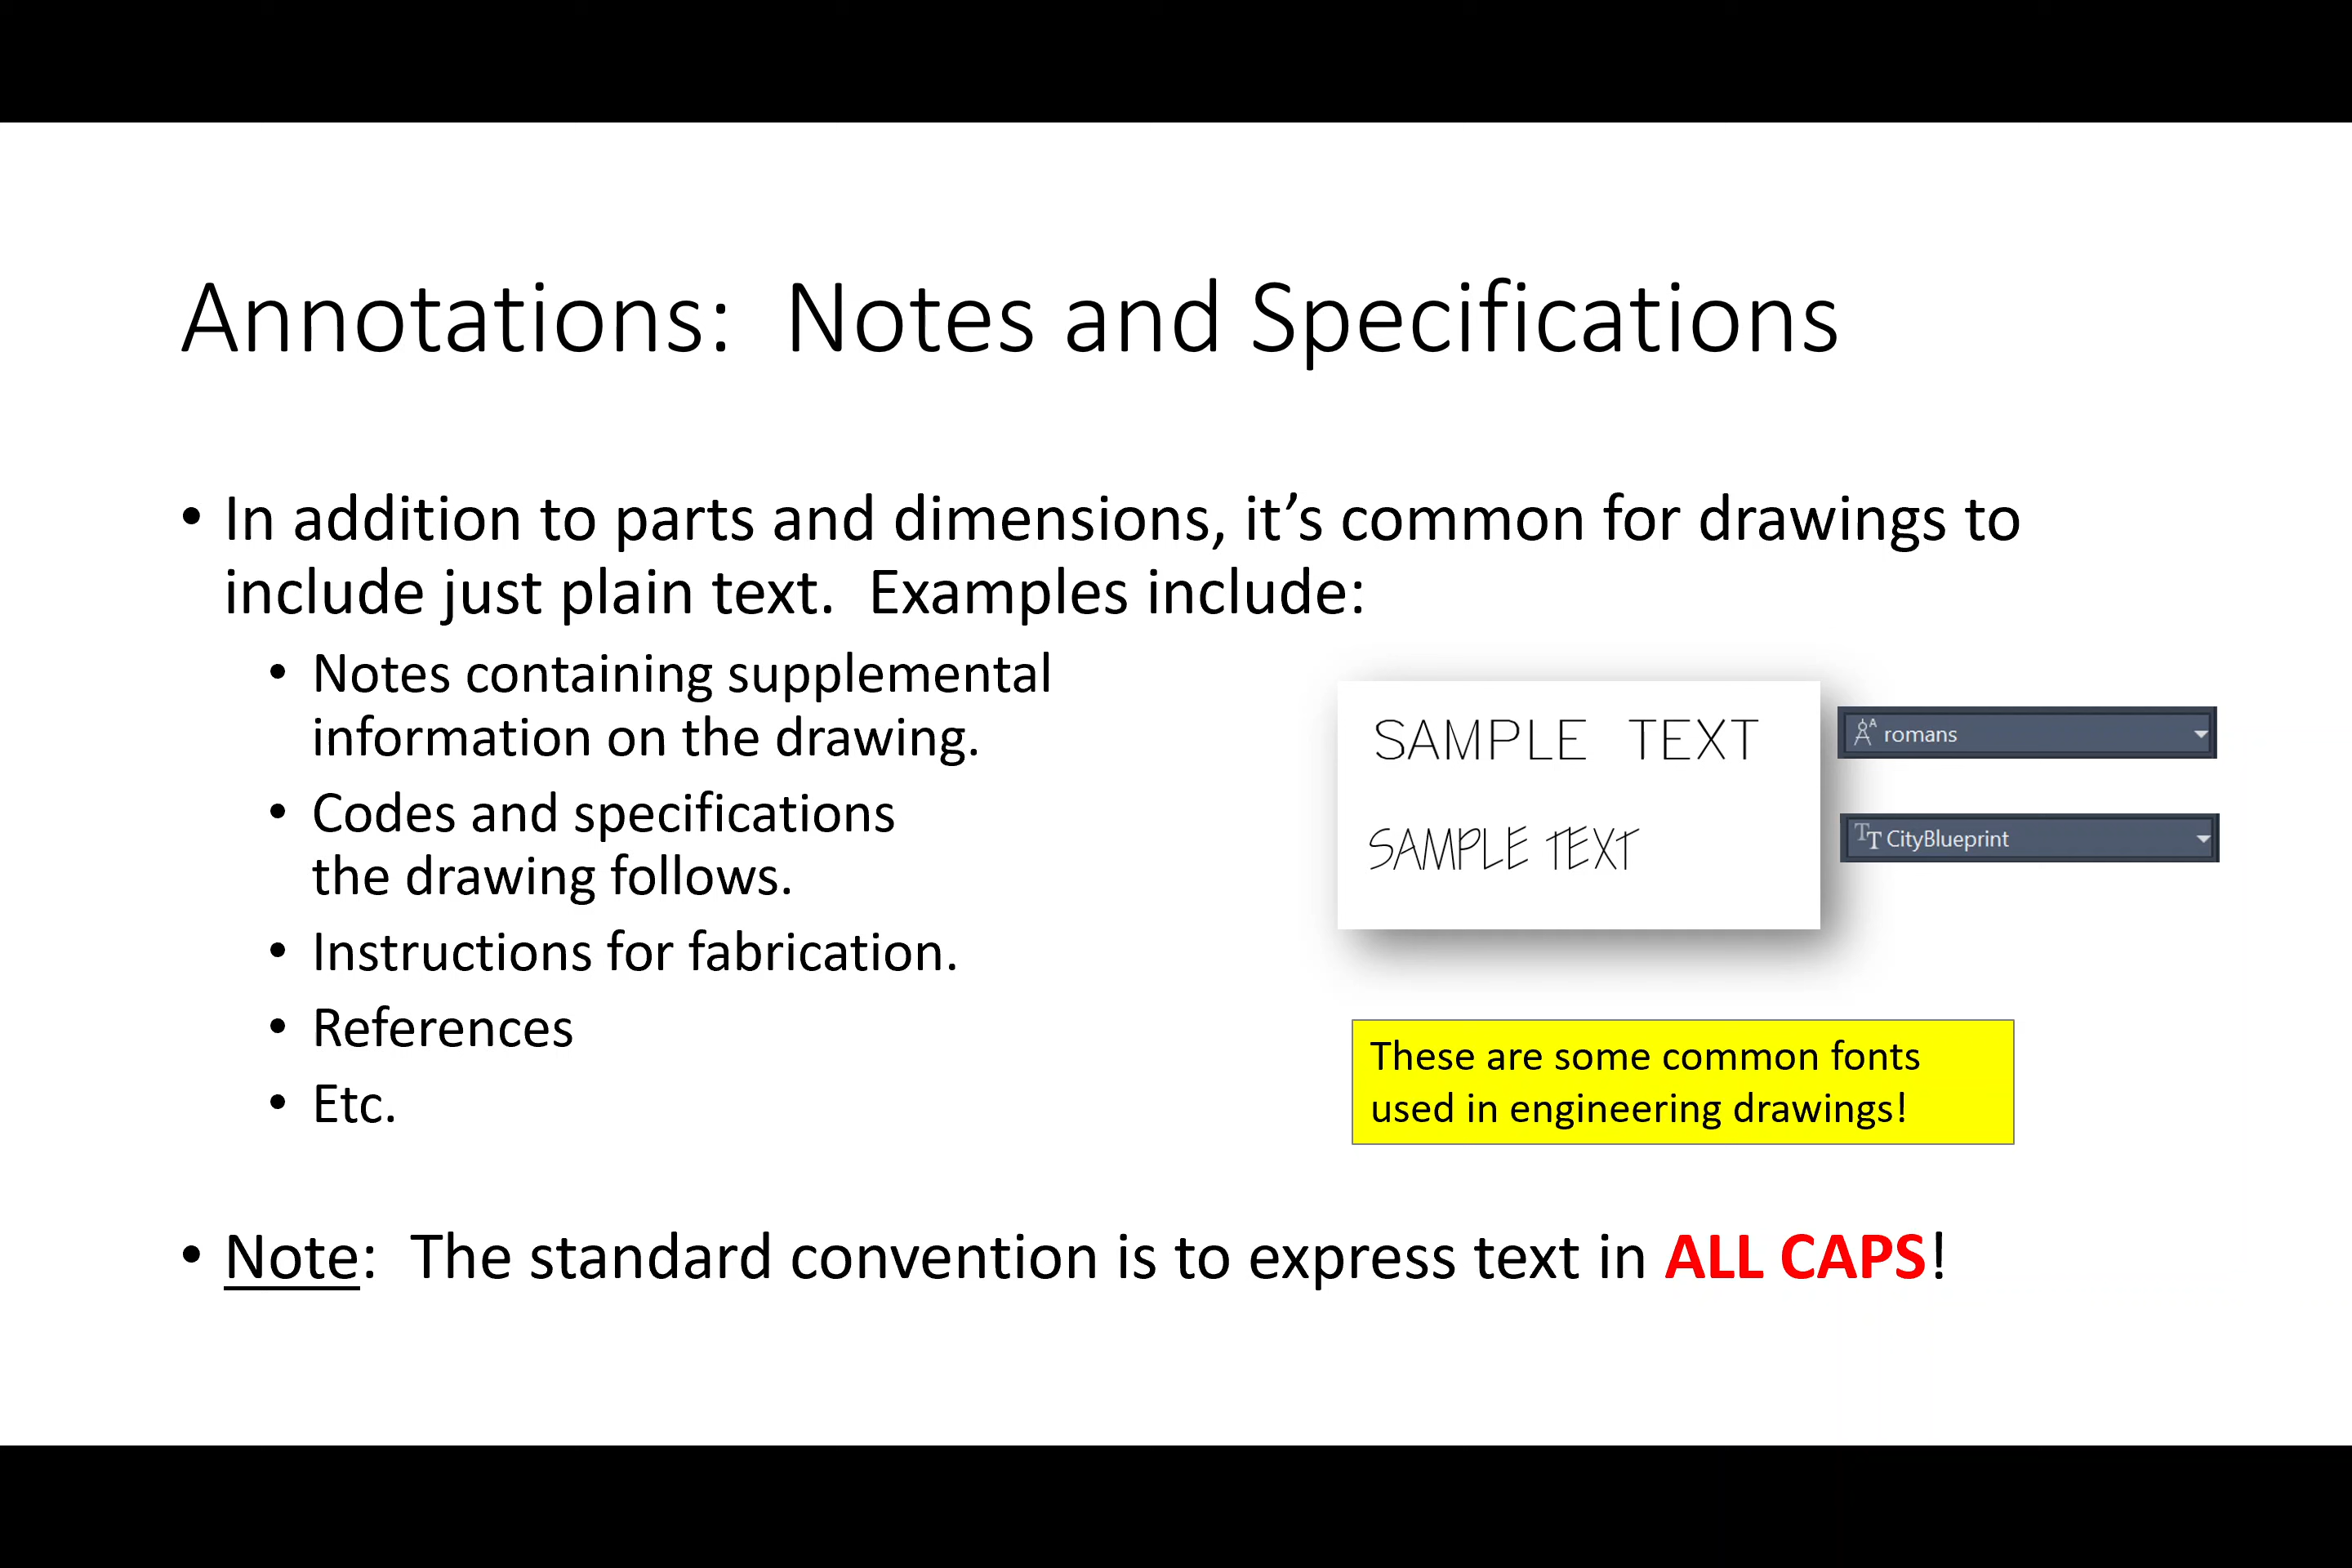 Annotations:  Notes and Specifications
• In addition to parts and dimensions, it’s common for drawings to
include just plain text.  Examples include:
• Notes containing supplemental
information on the drawing.
• Codes and specifications
the drawing follows.
• Instructions for fabrication.
• References
• Etc.
SAMPLE TEXT
romans
SAMPLE TEXT
CityBlueprint
These are some common fonts
used in engineering drawings!
• Note:  The standard convention is to express text in ALL CAPS!